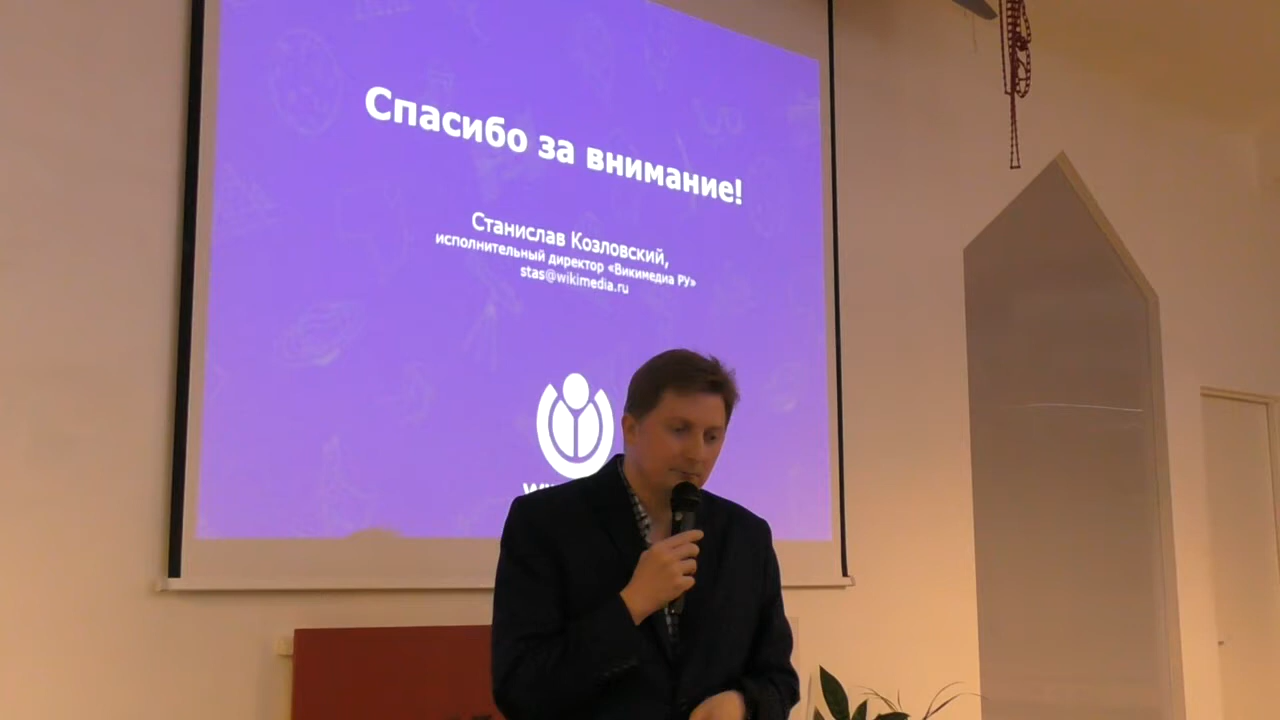 Спасибо за внимание!
Станислав Козловский,
исполнительный директор «Викимедиа РУ»
stas@wikimedia.ru